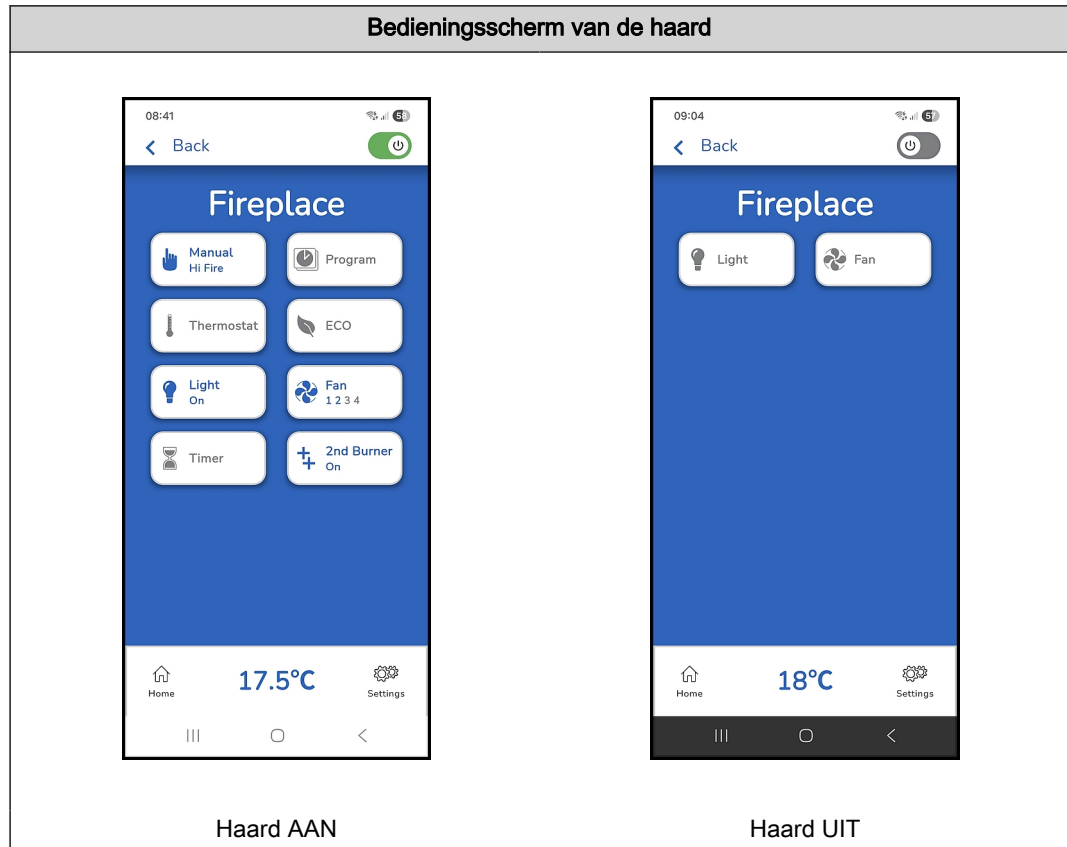 Bedieningsscherm van de haard
08:41
58
Back
Fireplace
Manual
Hi Fire
Program
Thermostat
ECO
Light
On
Fan
1 2 3 4
Timer
2nd Burner
On
Home
17.5°C
Settings
Haard AAN
09:04
57
Back
Fireplace
Light
Fan
Home
18°C
Settings
Haard UIT